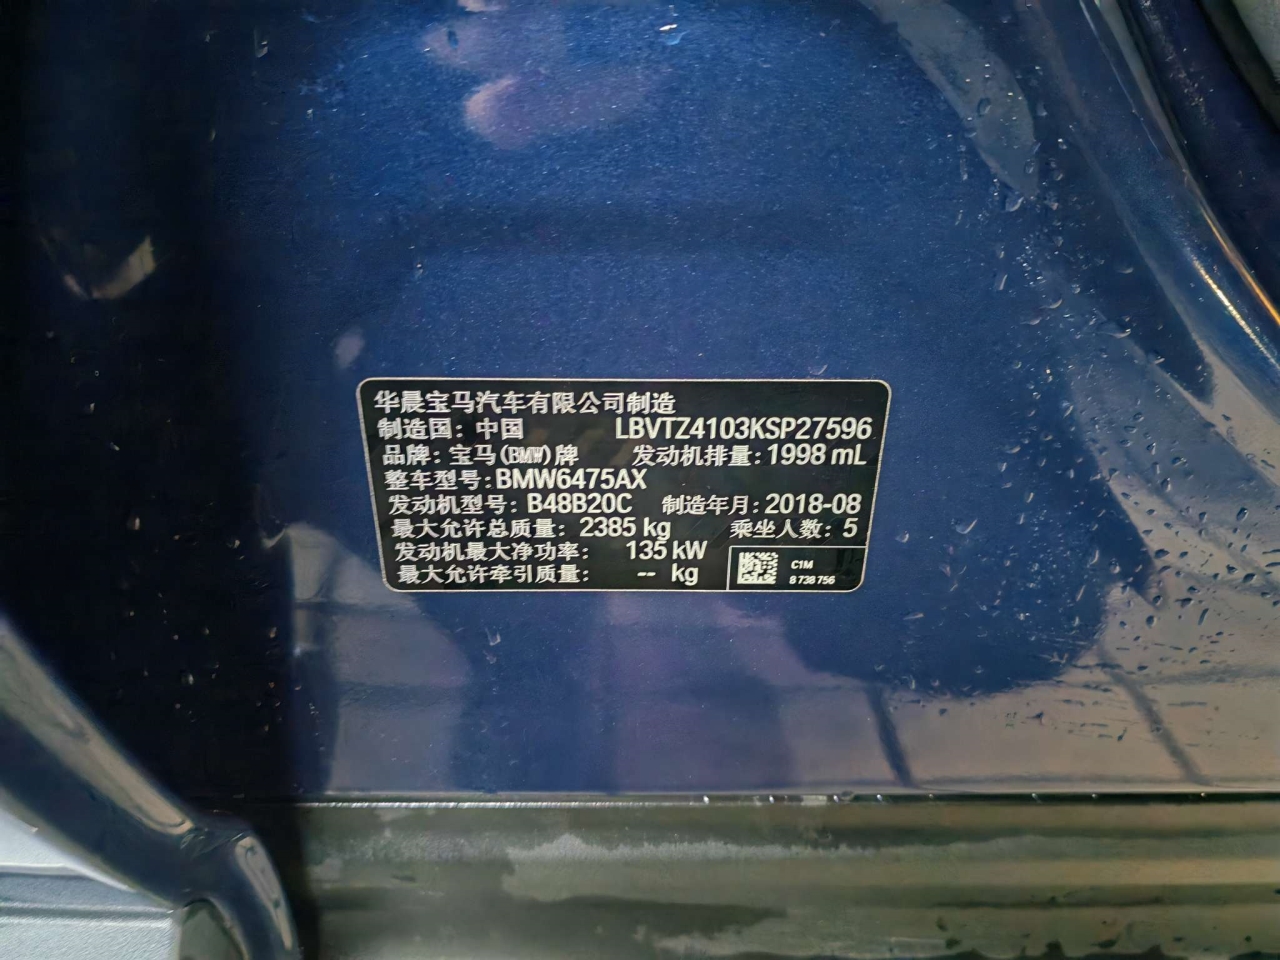 华晨宝马汽车有限公司制造
制造国：中国 LBVTZ4103KSP27596
品牌：宝马(BMW)牌 发动机排量：1998 mL
整车型号：BMW6475AX
发动机型号：B48B20C 制造年月：2018-08
最大允许总质量：2385 kg 乘坐人数：5
发动机最大净功率： 135 kW
最大允许牵引质量： -- kg
C1M
8 738 756